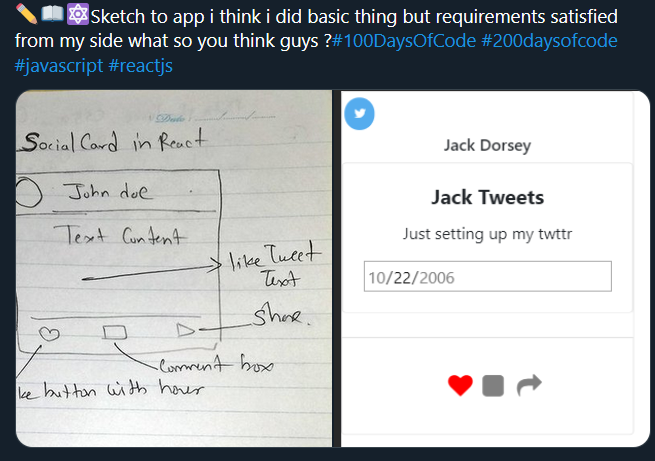 ✏️📖⚛️Sketch to app i think i did basic thing but requirements satisfied
from my side what so you think guys ?#100DaysOfCode #200daysofcode
#javascript #reactjs
Date
Social Card in React
John doe
Text Content
like Tweet
Text
Share.
Comment box
ke button with hover
Jack Dorsey
Jack Tweets
Just setting up my twttr
10/22/2006